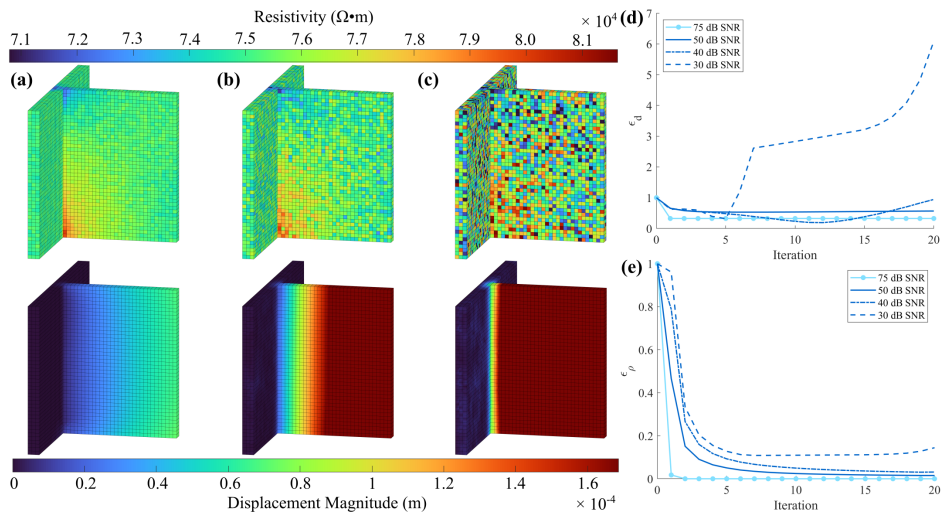 Resistivity (Ω•m)
× 10⁴
7.1 7.2 7.3 7.4 7.5 7.6 7.7 7.8 7.9 8.0 8.1
(a) (b) (c)
0 0.2 0.4 0.6 0.8 1 1.2 1.4 1.6
Displacement Magnitude (m)
× 10⁻⁴
(d)
75 dB SNR
50 dB SNR
40 dB SNR
30 dB SNR
7
6
5
4
3
2
1
0
ϵd
0 5 10 15 20
Iteration
(e)
75 dB SNR
50 dB SNR
40 dB SNR
30 dB SNR
1
0.8
0.6
0.4
0.2
0
ϵρ
0 5 10 15 20
Iteration